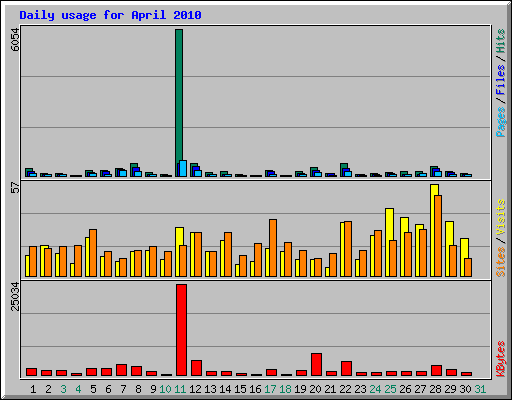 Daily usage for April 2010
6054
Pages / Files / Hits
57
Sites / Visits
25034
KBytes
1 2 3 4 5 6 7 8 9 10 11 12 13 14 15 16 17 18 19 20 21 22 23 24 25 26 27 28 29 30 31